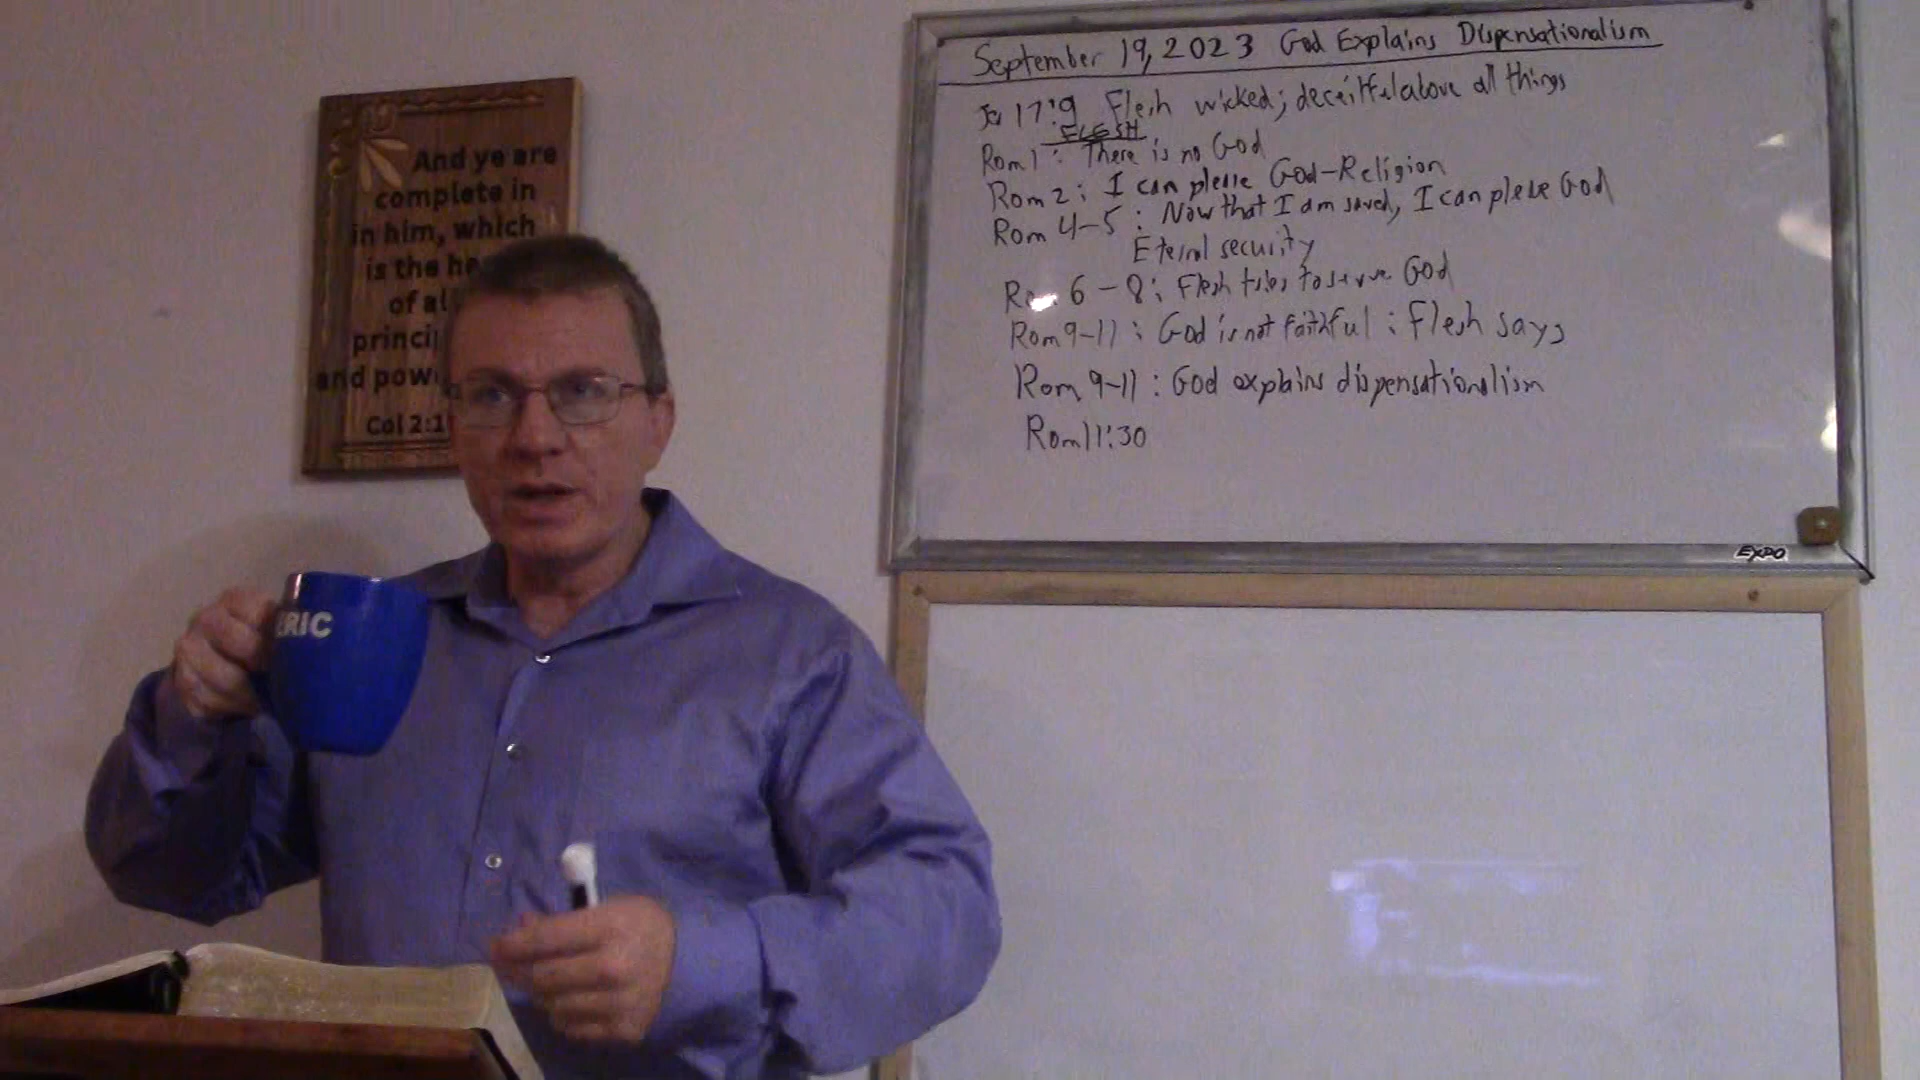 And ye are
complete in
in him, which
is the he
of al
princi
and pow
Col 2:1
ERIC
September 19, 2023 God Explains Dispensationalism
Je 17:9 Flesh wicked; deceitful above all things
FLESH
Rom 1: There is no God
Rom 2: I can please God-Religion
Rom 4-5: Now that I am saved, I can please God
Eternal security
Rom 6-8: Flesh tries to serve God
Rom 9-11: God is not faithful: Flesh says
Rom 9-11: God explains dispensationalism
Rom 11:30
EXPO